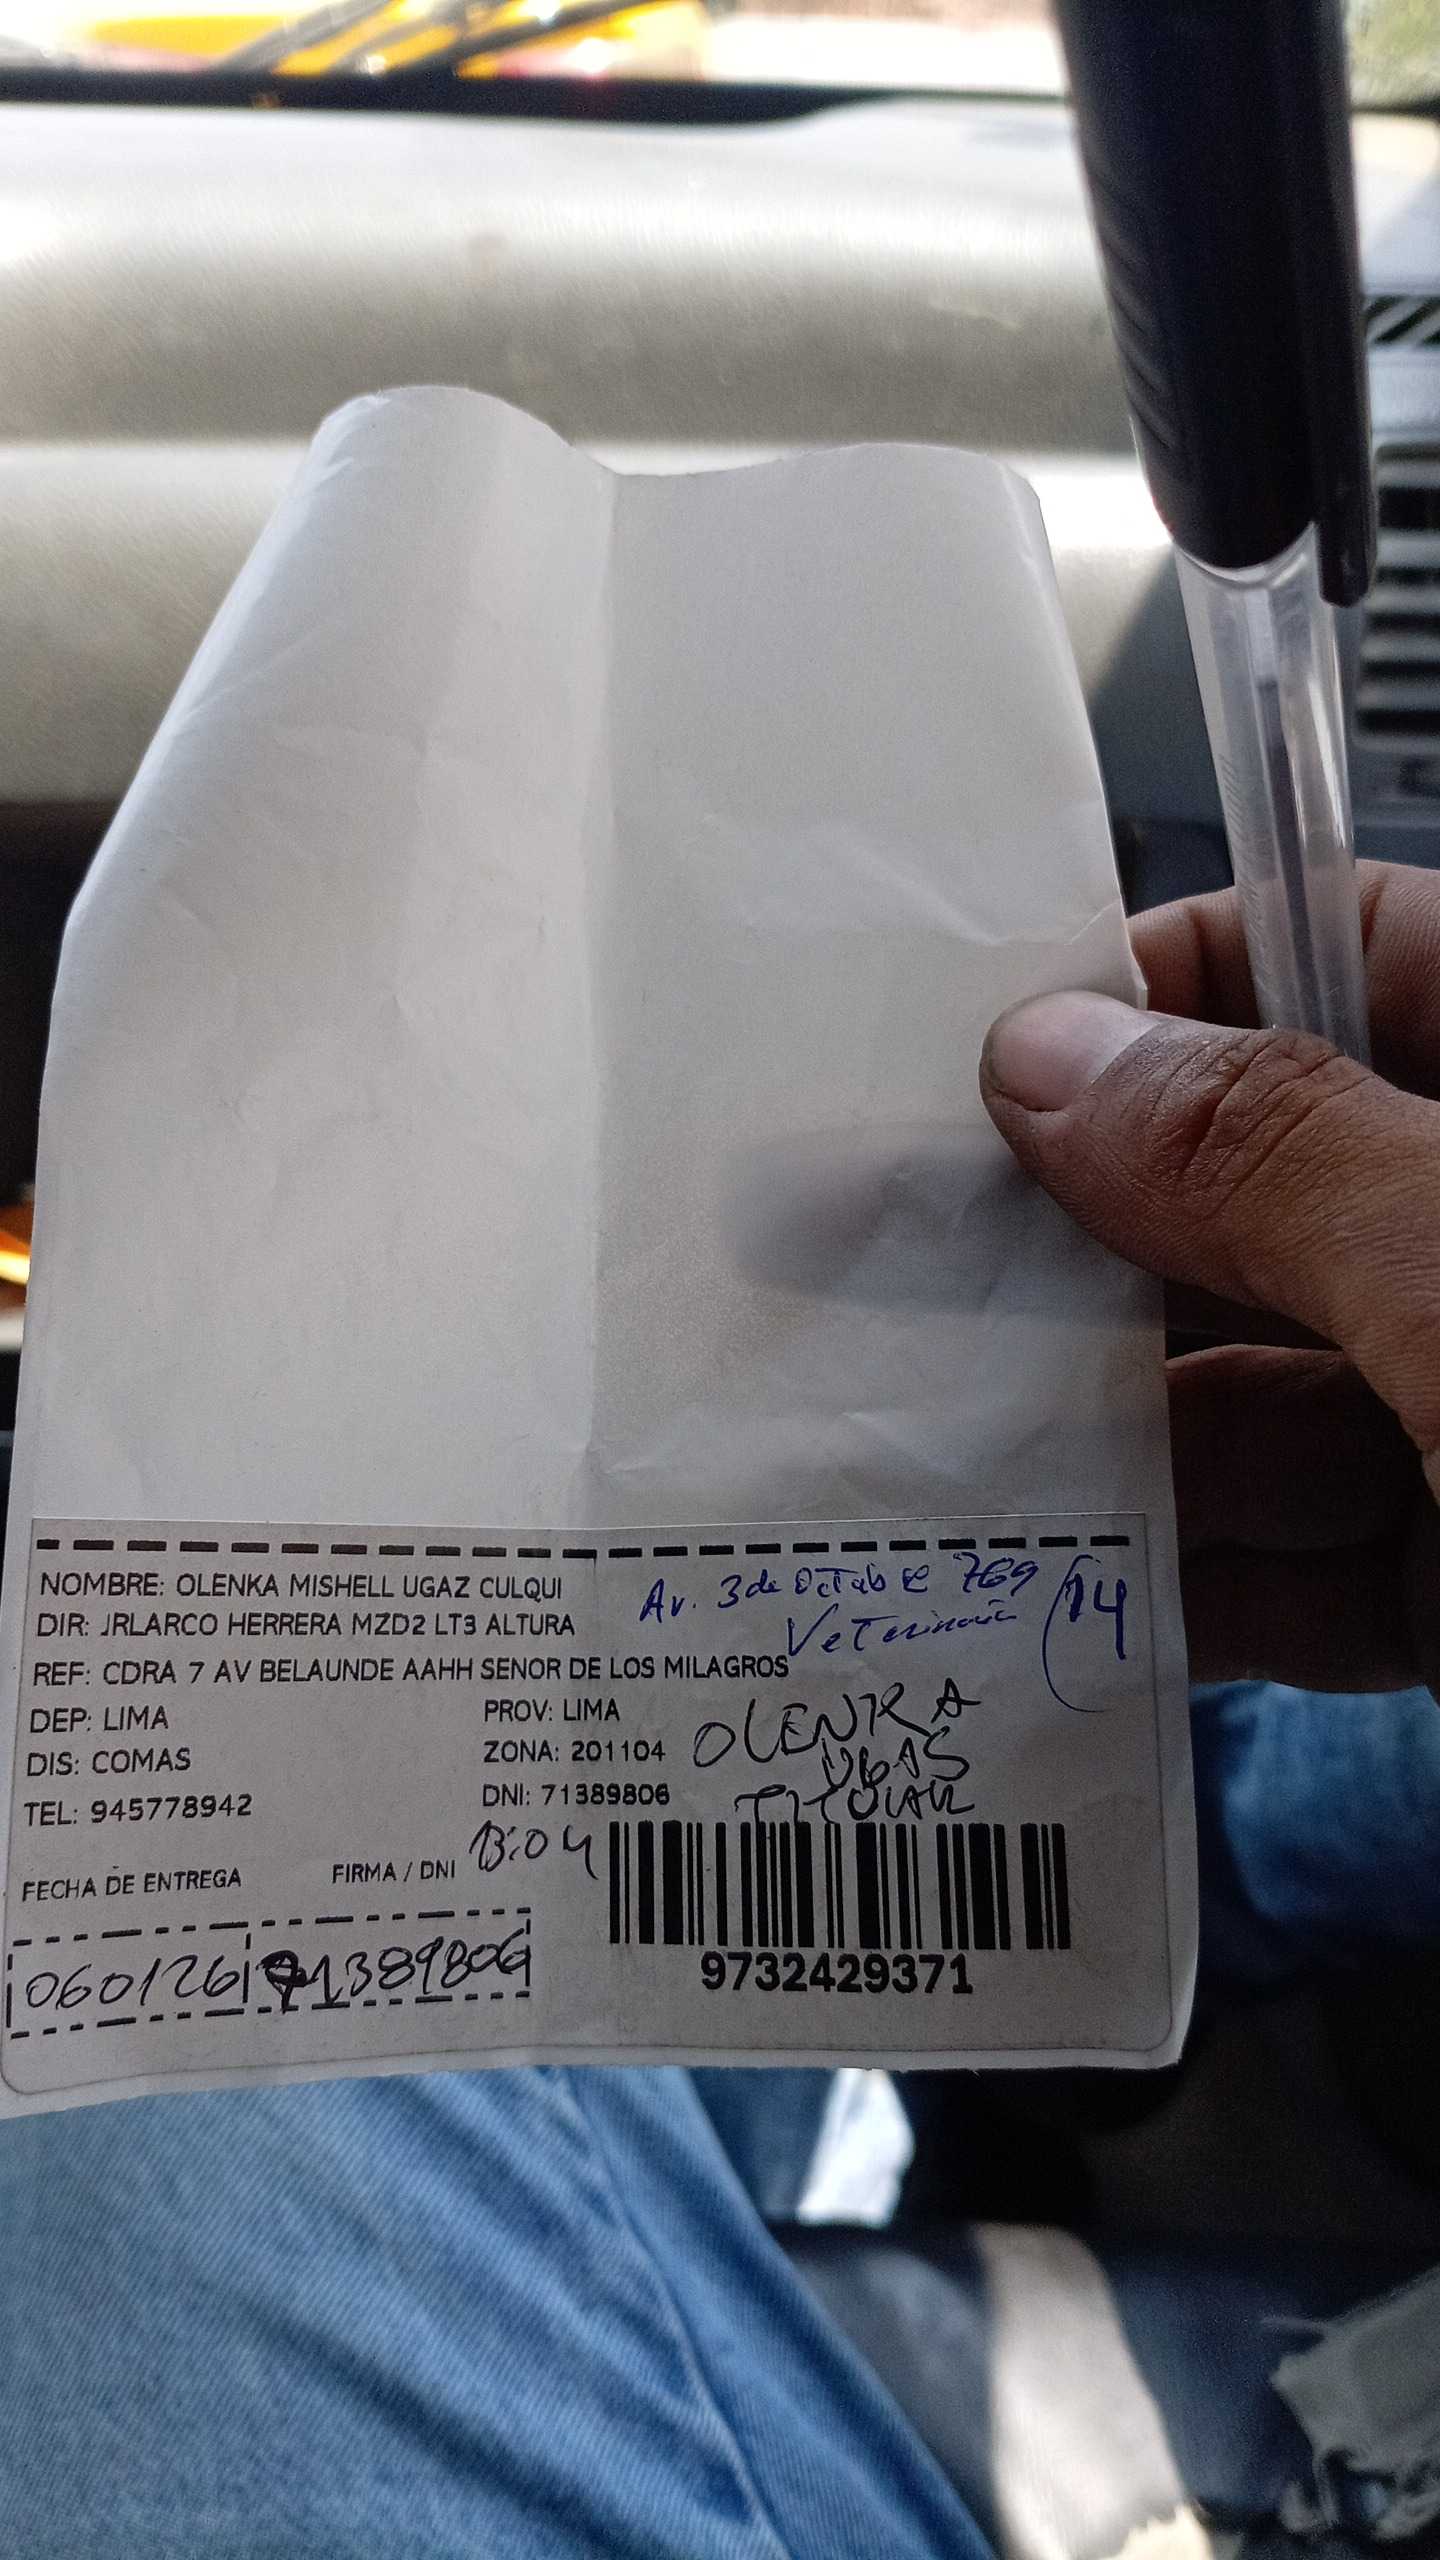 NOMBRE: OLENKA MISHELL UGAZ CULQUI
Av. 3 de Octubre 769
(14
DIR: JRLARCO HERRERA MZD2 LT3 ALTURA
Veterinaria
REF: CDRA 7 AV BELAUNDE AAHH SENOR DE LOS MILAGROS
DEP: LIMA PROV: LIMA
OLENKA
DIS: COMAS ZONA: 201104
UGAS
TEL: 945778942 DNI: 71389806
TITULAR
13:04
FECHA DE ENTREGA FIRMA / DNI
060126 71389806
9732429371